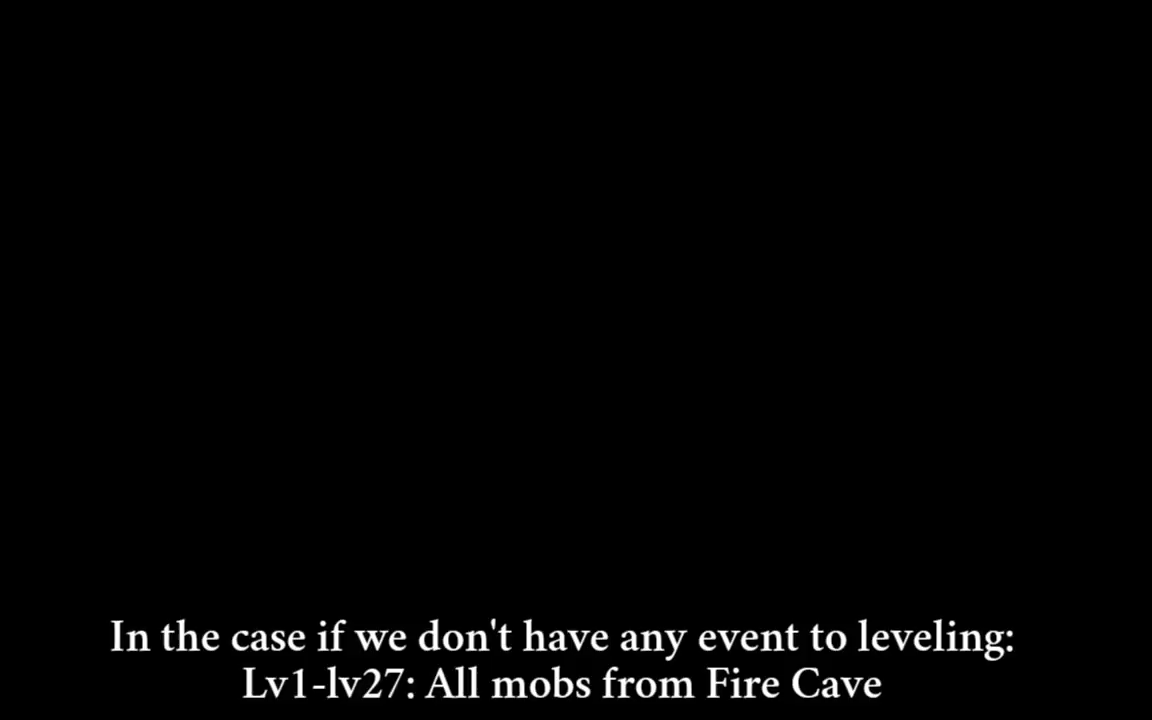 In the case if we don't have any event to leveling:
Lv1-lv27: All mobs from Fire Cave